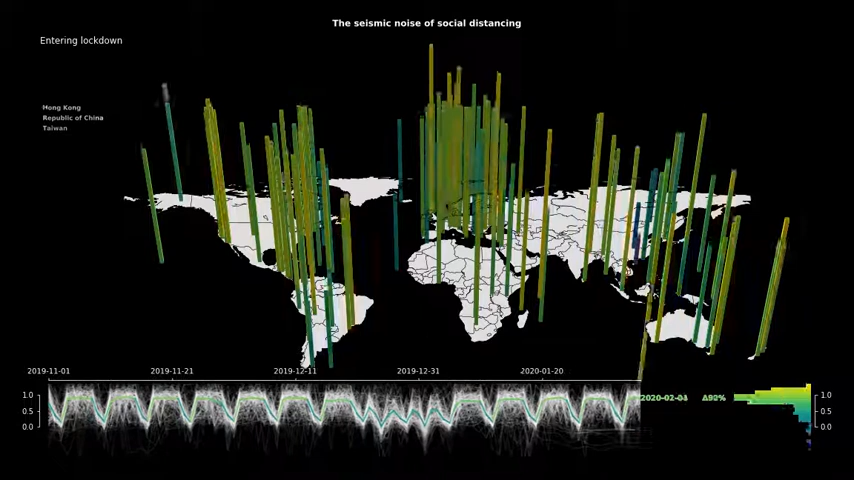 The seismic noise of social distancing
Entering lockdown
Hong Kong
Republic of China
Taiwan
2019-11-01 2019-11-21 2019-12-11 2019-12-31 2020-01-20
1.0 1.0
0.5 0.5
0.0 0.0